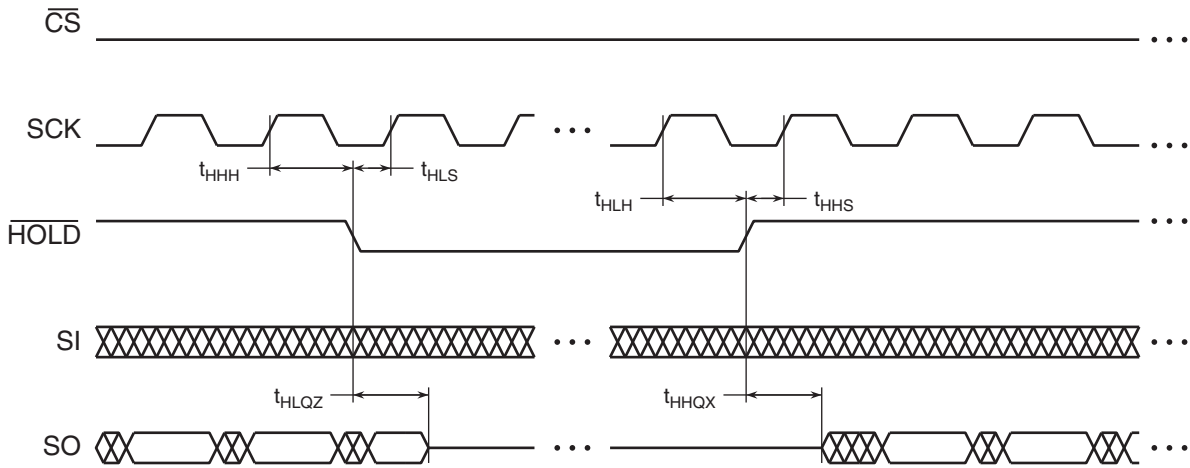 CS
SCK
tHHH
tHLS
tHLH
tHHS
HOLD
SI
tHLQZ
tHHQX
SO